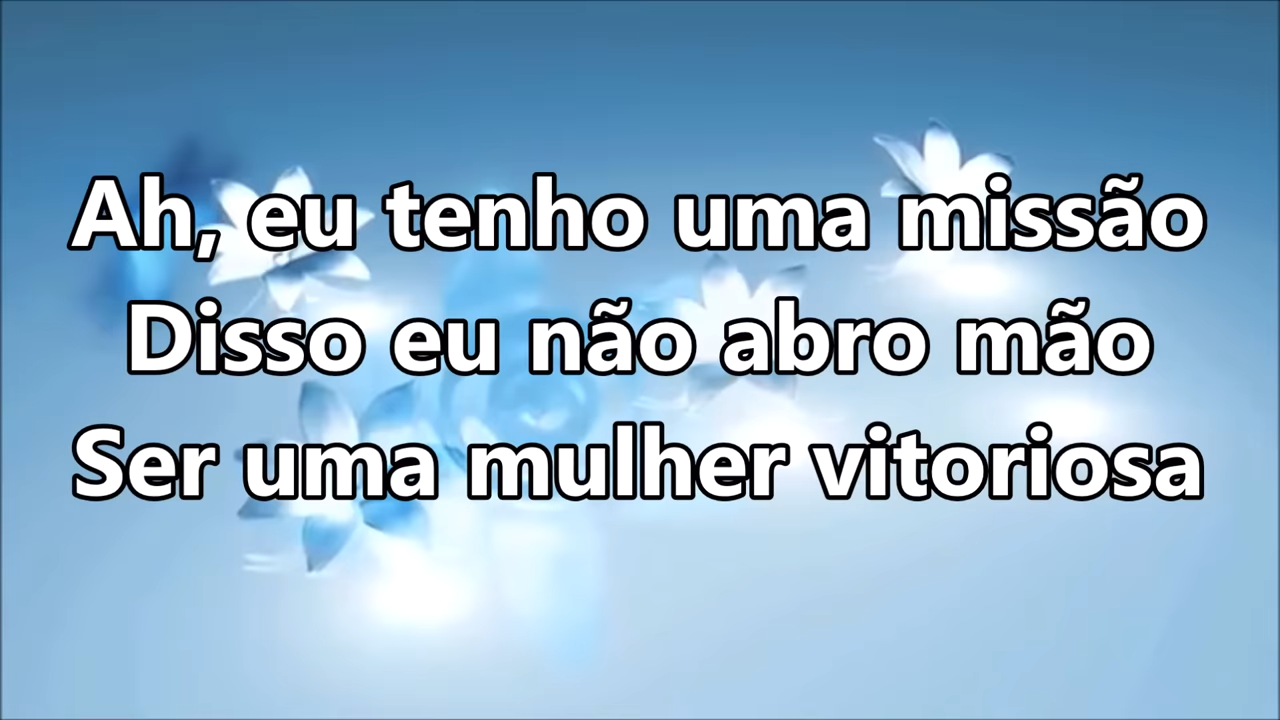 Ah, eu tenho uma missão
Disso eu não abro mão
Ser uma mulher vitoriosa